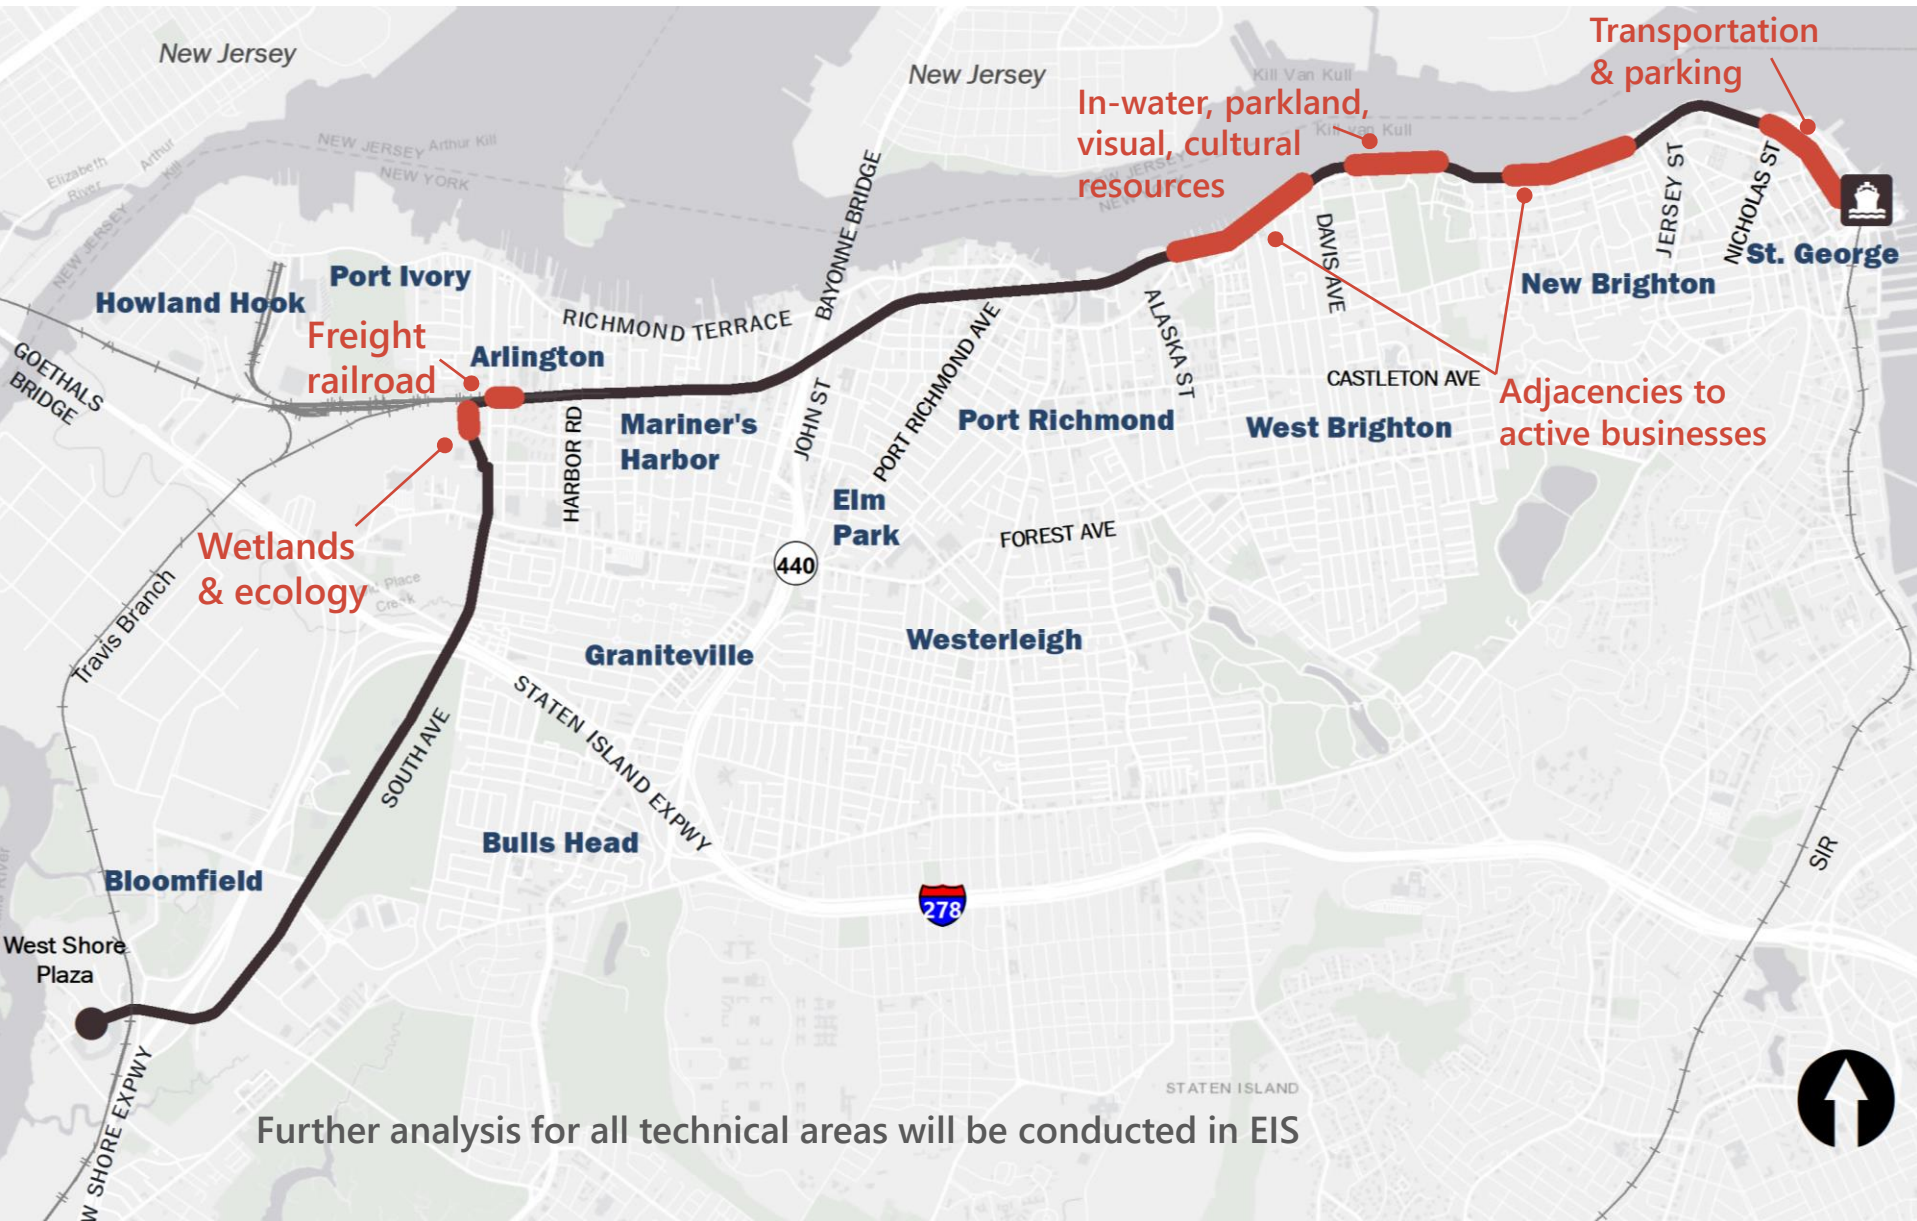 New Jersey
New Jersey
Transportation
& parking
Kill Van Kull
In-water, parkland,
visual, cultural
resources
Kill van Kull
NEW JERSEY
NEW JERSEY
NEW YORK
Arthur Kill
Elizabeth
River
Arthur
Kill
NEW JERSEY
BAYONNE BRIDGE
JERSEY ST
NICHOLAS ST
St. George
DAVIS AVE
New Brighton
Port Ivory
Howland Hook
RICHMOND TERRACE
Freight
railroad
Arlington
GOETHALS
BRIDGE
ALASKA ST
PORT RICHMOND AVE
CASTLETON AVE
Adjacencies to
active businesses
Mariner's
Harbor
HARBOR RD
JOHN ST
Port Richmond
West Brighton
Elm
Park
FOREST AVE
440
Wetlands
& ecology
Place
Creek
Travis Branch
Graniteville
Westerleigh
STATEN ISLAND EXPWY
SOUTH AVE
Bulls Head
Bloomfield
278
SIR
West Shore
Plaza
W SHORE EXPWY
STATEN ISLAND
Further analysis for all technical areas will be conducted in EIS